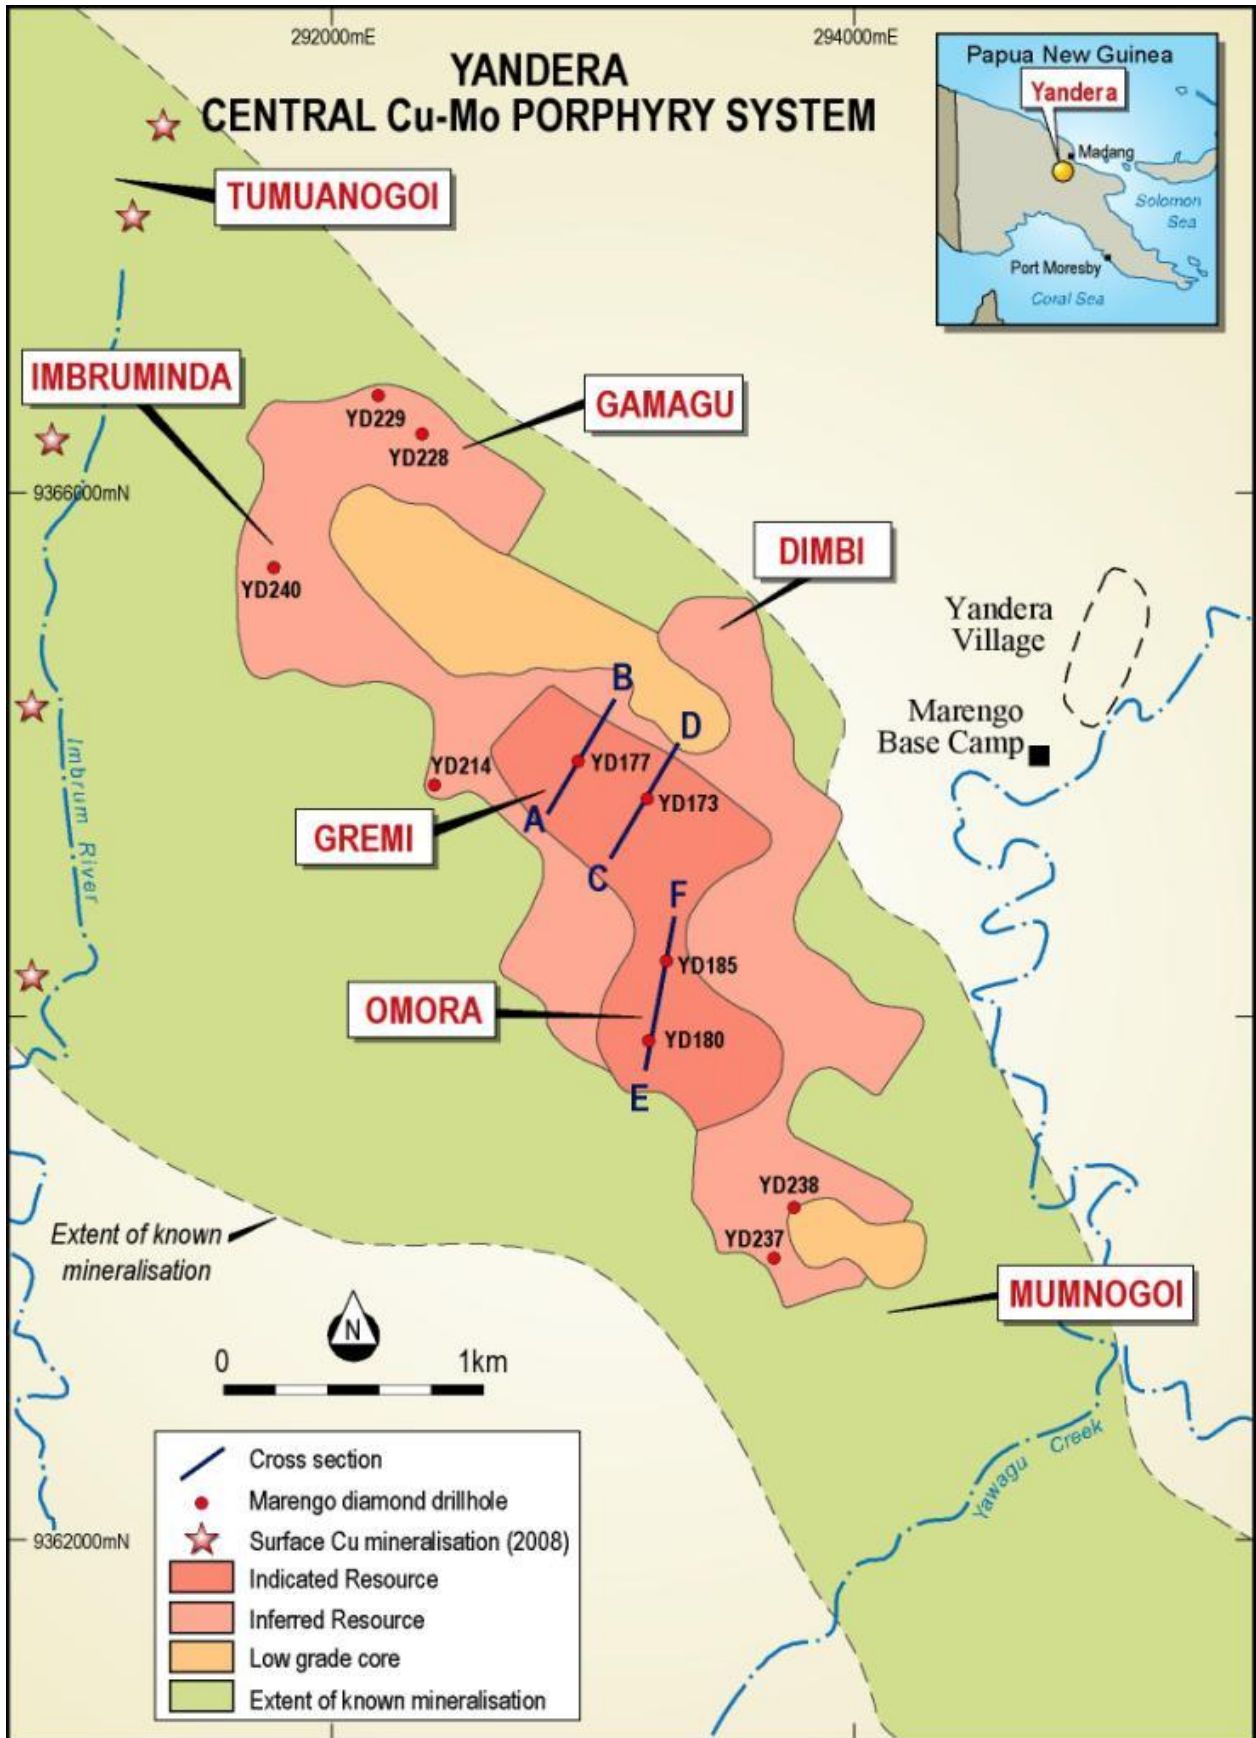 292000mE
294000mE
YANDERA
CENTRAL Cu-Mo PORPHYRY SYSTEM
Papua New Guinea
Yandera
Madang
Solomon
Sea
Port Moresby
Coral Sea
TUMUANOGOI
IMBRUMINDA
GAMAGU
YD229
YD228
9366000mN
DIMBI
YD240
Yandera
Village
B
D
Marengo
Base Camp
YD214
YD177
YD173
A
GREMI
C
Imbrum River
F
YD185
OMORA
YD180
E
YD238
YD237
Extent of known
mineralisation
MUMNOGOI
N
0
1km
Yawagu Creek
Cross section
Marengo diamond drillhole
Surface Cu mineralisation (2008)
9362000mN
Indicated Resource
Inferred Resource
Low grade core
Extent of known mineralisation